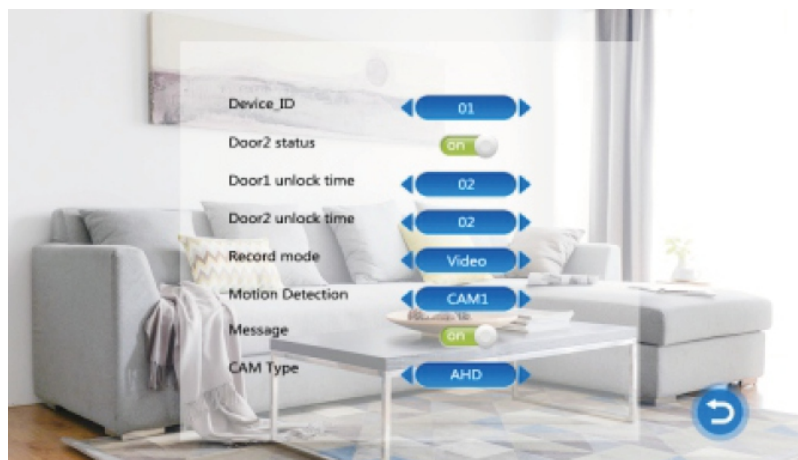 Device_ID 01
Door2 status on
Door1 unlock time 02
Door2 unlock time 02
Record mode Video
Motion Detection CAM1
Message on
CAM Type AHD